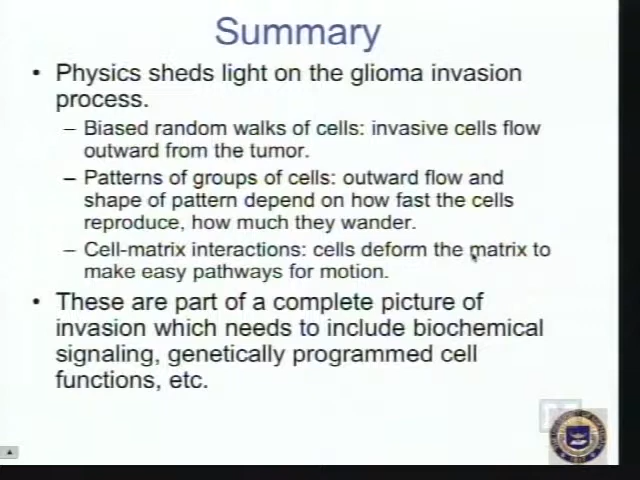 Summary
• Physics sheds light on the glioma invasion
process.
– Biased random walks of cells: invasive cells flow
outward from the tumor.
– Patterns of groups of cells: outward flow and
shape of pattern depend on how fast the cells
reproduce, how much they wander.
– Cell-matrix interactions: cells deform the matrix to
make easy pathways for motion.
• These are part of a complete picture of
invasion which needs to include biochemical
signaling, genetically programmed cell
functions, etc.